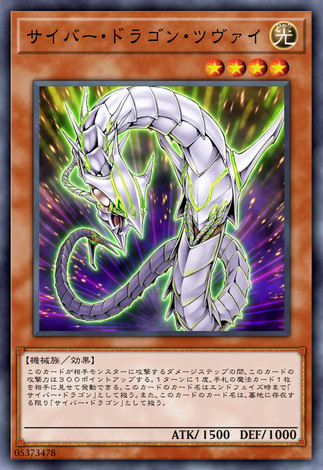 サイバー・ドラゴン・ツヴァイ
光
【機械族/効果】
このカードが相手モンスターに攻撃するダメージステップの間、このカードの
攻撃力は300ポイントアップする。1ターンに1度、手札の魔法カード1枚
を相手に見せて発動できる。このカードのカード名はエンドフェイズ時まで「
サイバー・ドラゴン」として扱う。また、このカードのカード名は、墓地に存在す
る限り「サイバー・ドラゴン」として扱う。
ATK/1500 DEF/1000
05373478